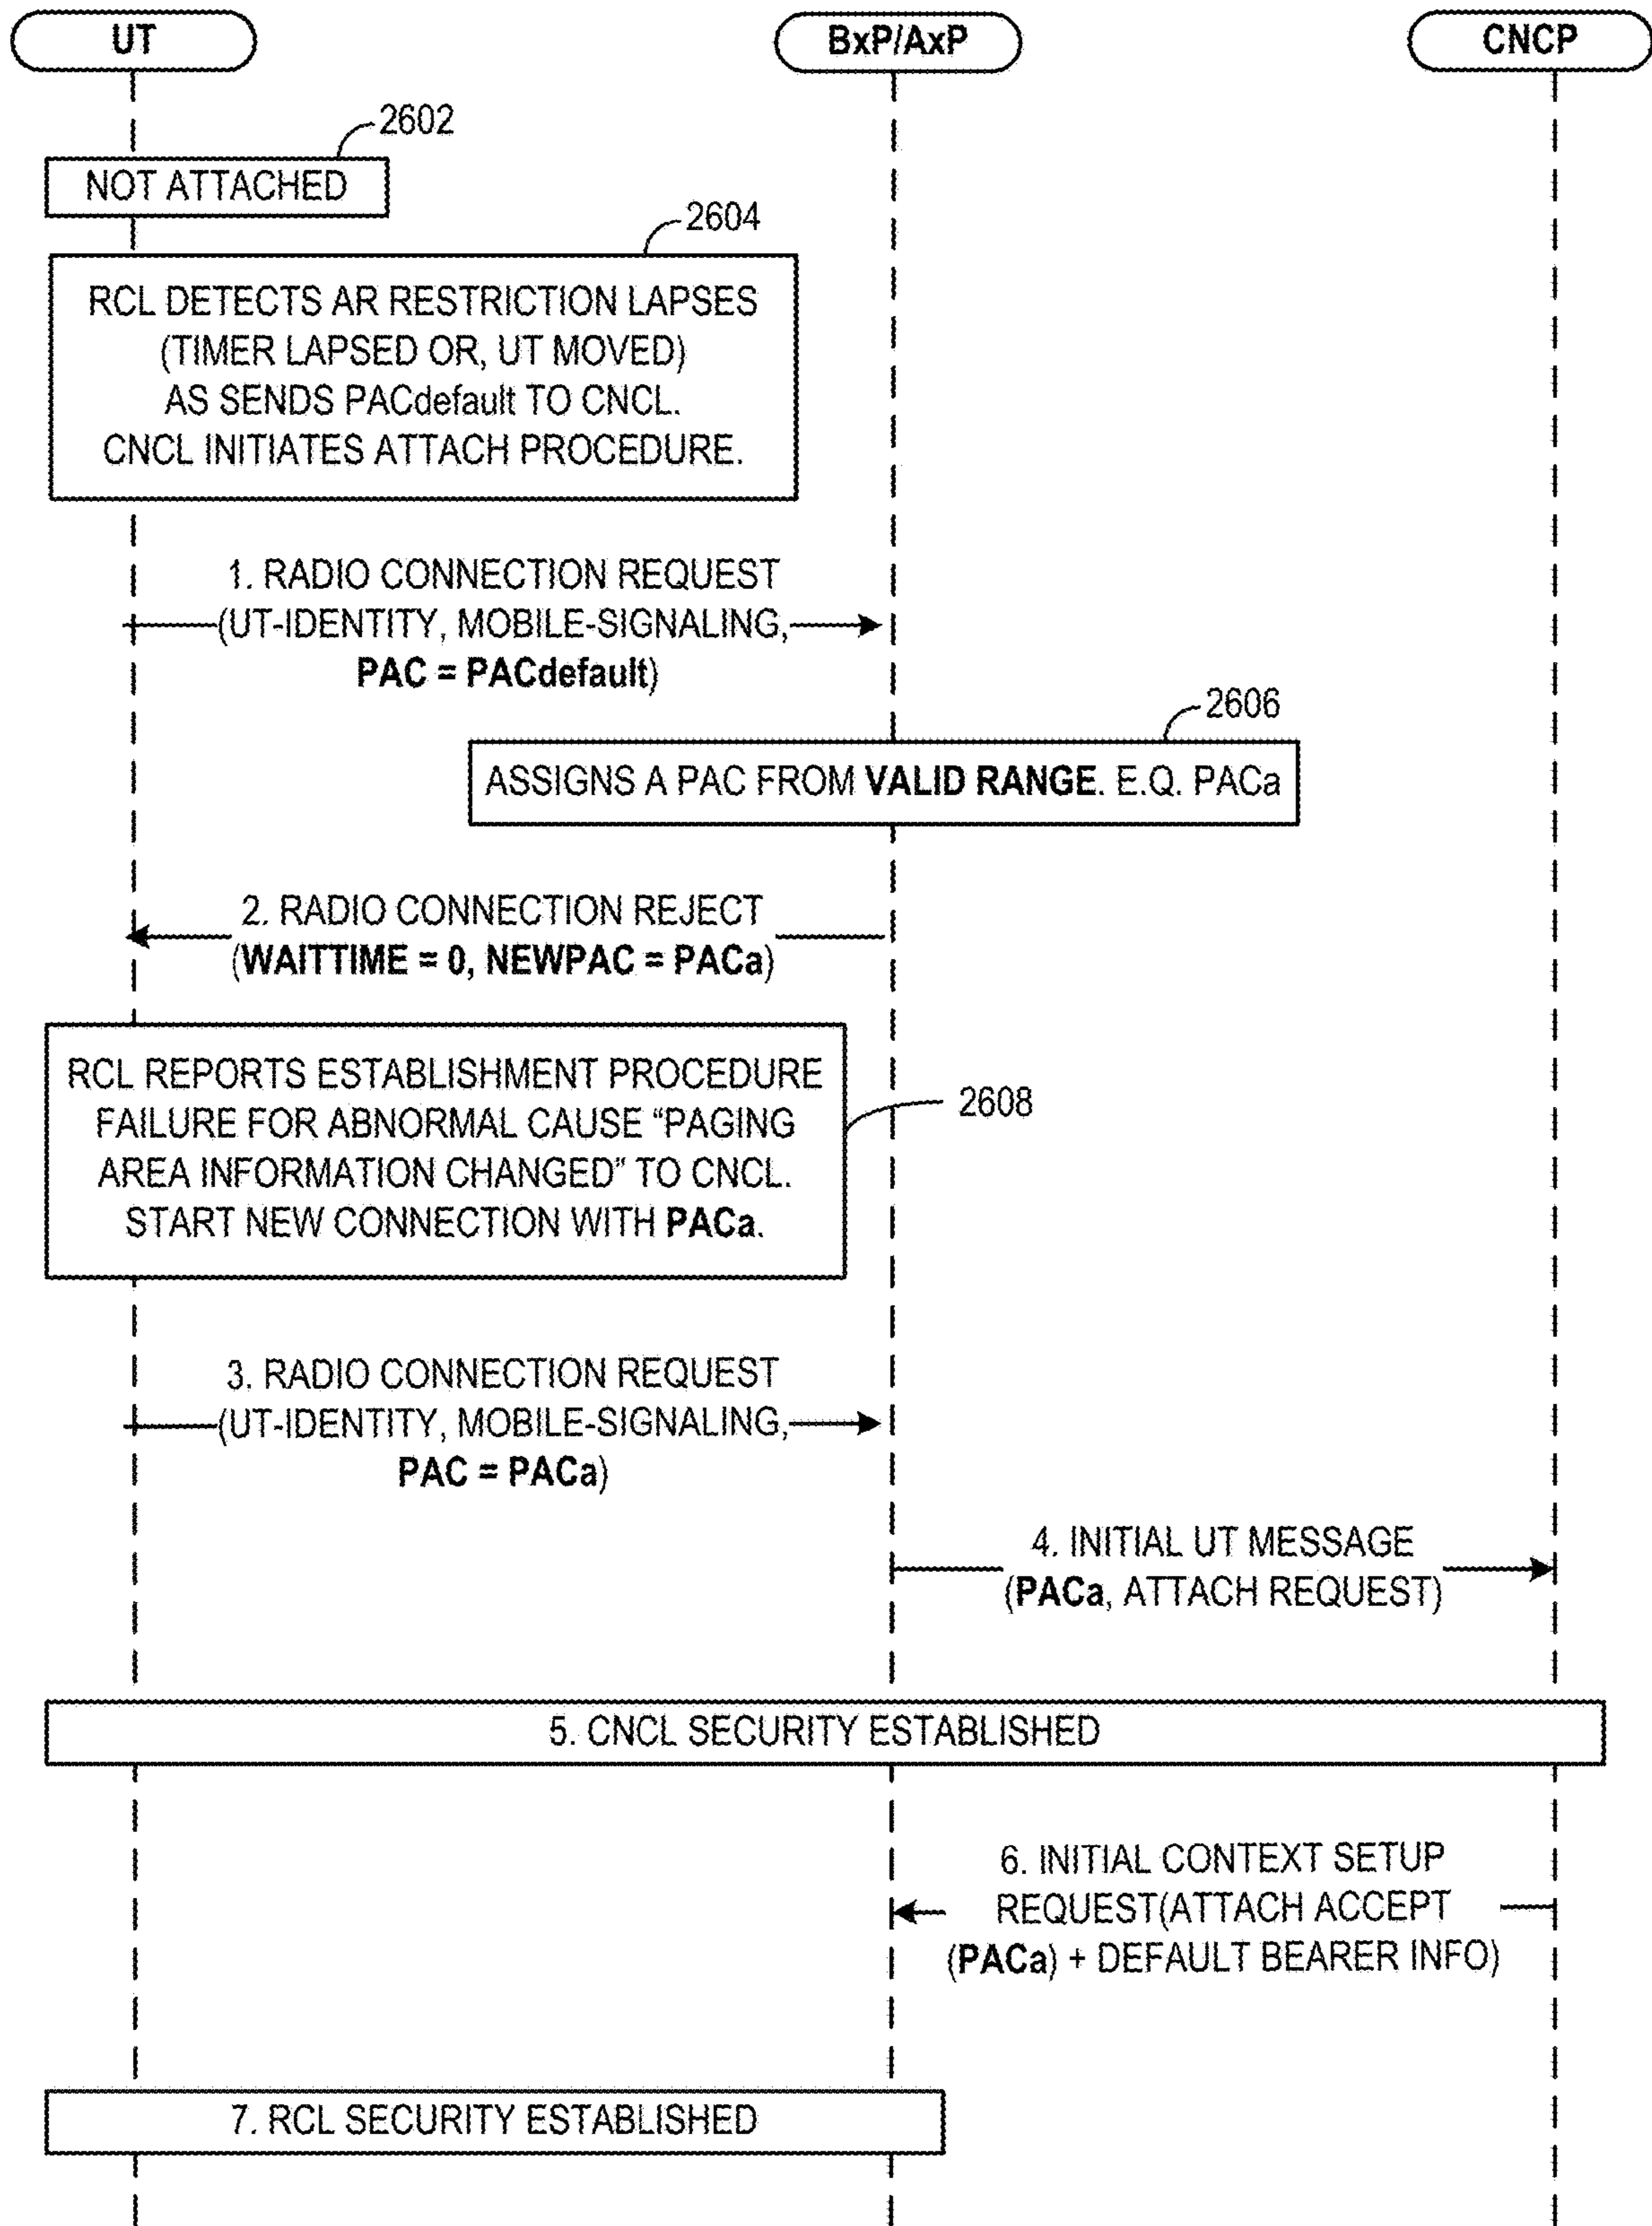 UT
BxP/AxP
CNCP
2602
NOT ATTACHED
2604
RCL DETECTS AR RESTRICTION LAPSES
(TIMER LAPSED OR, UT MOVED)
AS SENDS PACdefault TO CNCL.
CNCL INITIATES ATTACH PROCEDURE.
1. RADIO CONNECTION REQUEST
(UT-IDENTITY, MOBILE-SIGNALING,
PAC = PACdefault)
2606
ASSIGNS A PAC FROM VALID RANGE. E.Q. PACa
2. RADIO CONNECTION REJECT
(WAITTIME = 0, NEWPAC = PACa)
RCL REPORTS ESTABLISHMENT PROCEDURE
FAILURE FOR ABNORMAL CAUSE “PAGING
AREA INFORMATION CHANGED” TO CNCL.
START NEW CONNECTION WITH PACa.
2608
3. RADIO CONNECTION REQUEST
(UT-IDENTITY, MOBILE-SIGNALING,
PAC = PACa)
4. INITIAL UT MESSAGE
(PACa, ATTACH REQUEST)
5. CNCL SECURITY ESTABLISHED
6. INITIAL CONTEXT SETUP
REQUEST(ATTACH ACCEPT
(PACa) + DEFAULT BEARER INFO)
7. RCL SECURITY ESTABLISHED